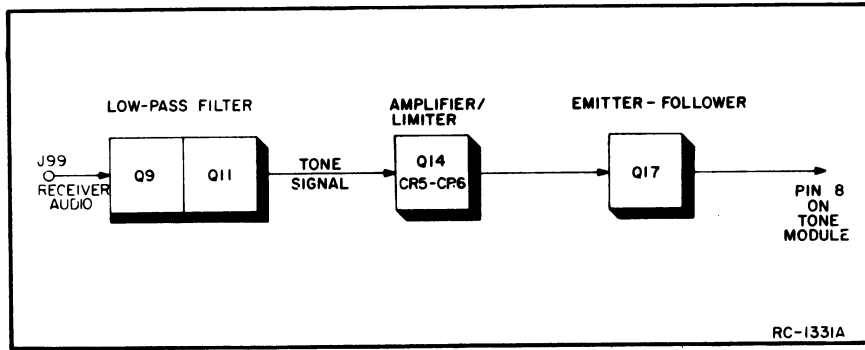 LOW-PASS FILTER
AMPLIFIER/
LIMITER
EMITTER-FOLLOWER
J99
RECEIVER
AUDIO
Q9
Q11
TONE
SIGNAL
Q14
CR5-CR6
Q17
PIN 8
ON
TONE
MODULE
RC-1331A